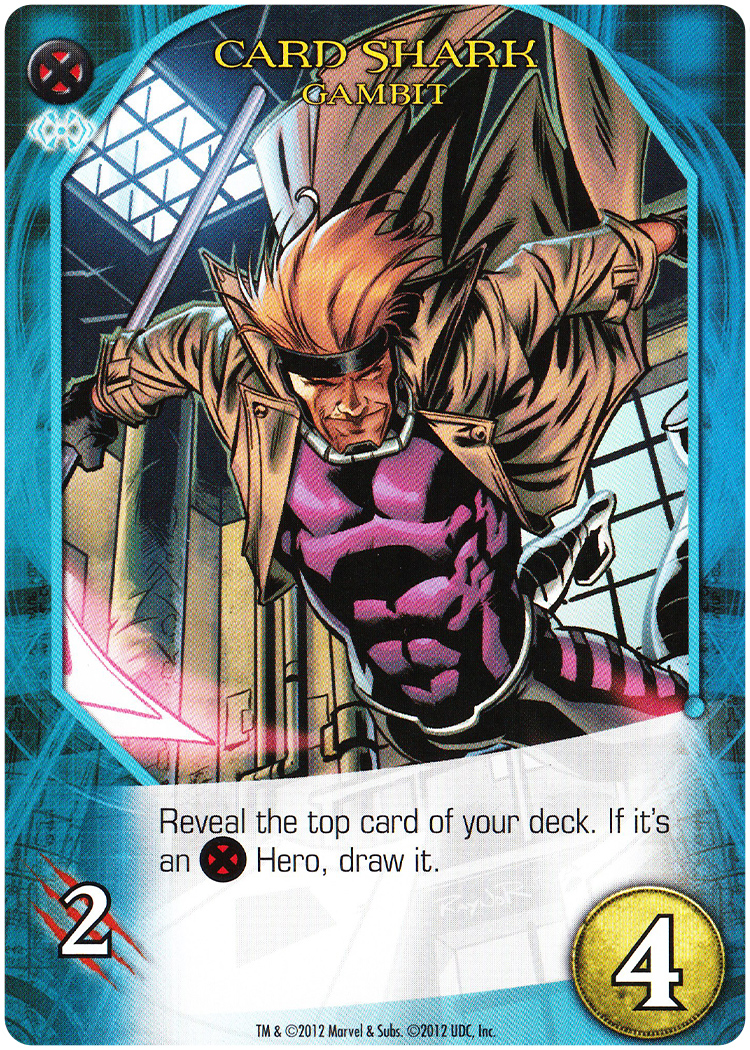 CARD SHARK
GAMBIT
Reveal the top card of your deck. If it's
an Hero, draw it.
2
4
TM & ©2012 Marvel & Subs. ©2012 UDC, Inc.